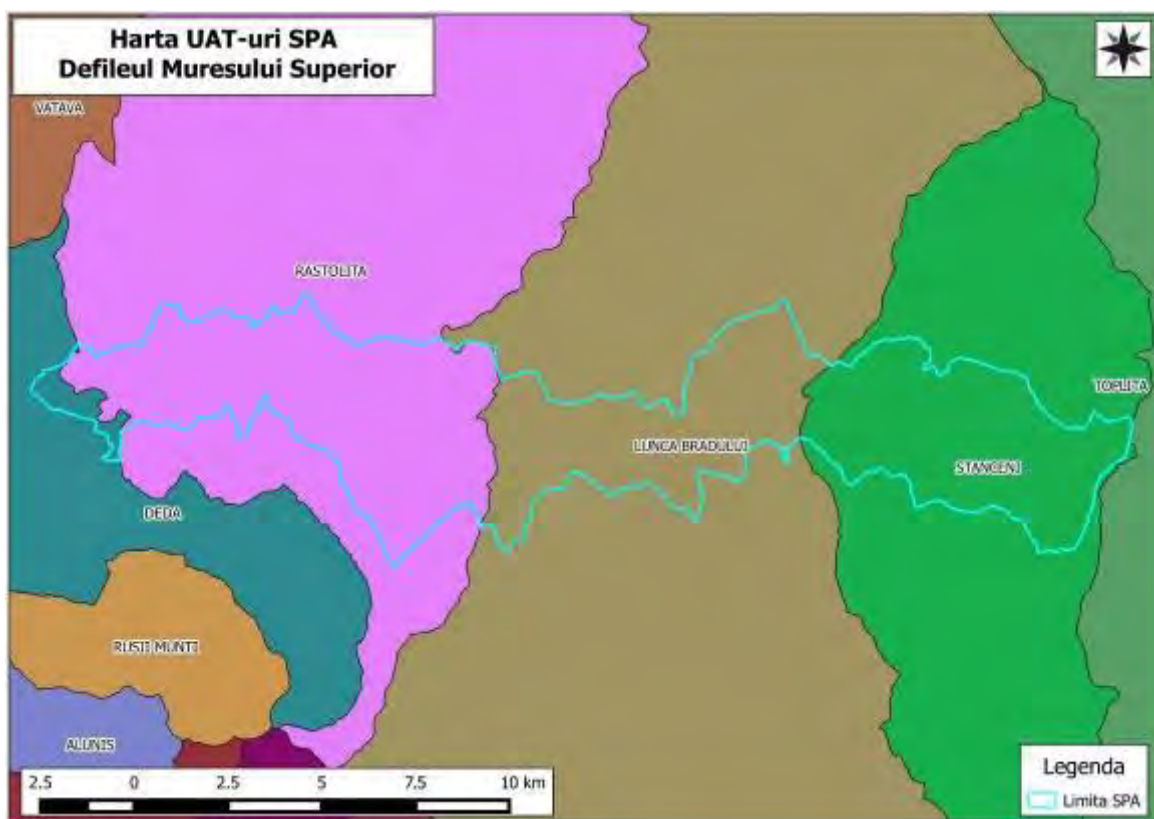 Harta UAT-uri SPA
Defileul Muresului Superior
VATAVA
RASTOLITA
TOPLITA
LUNCA BRADULUI
STANCENI
DEDA
RUSII MUNTI
ALUNIS
2.5 0 2.5 5 7.5 10 km
Legenda
Limita SPA